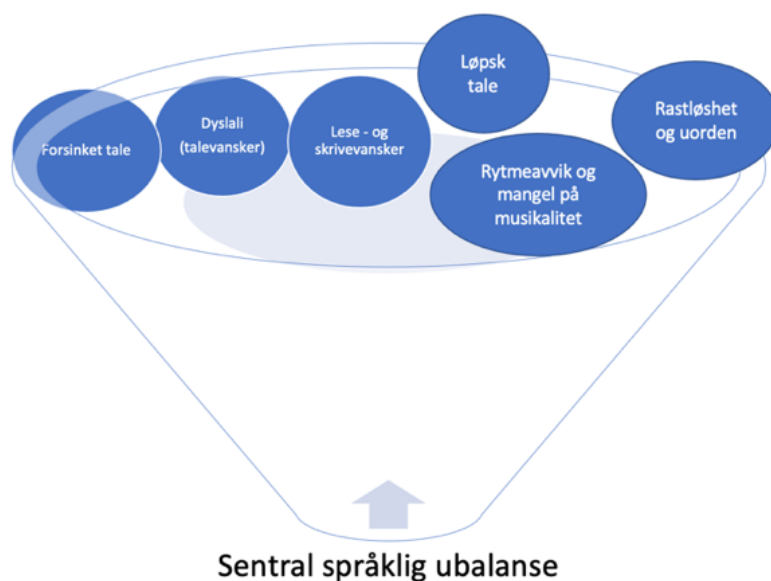 Forsinket tale
Dyslali
(talevansker)
Lese - og
skrivevansker
Løpsk
tale
Rytmeavvik og
mangel på
musikalitet
Rastløshet
og uorden
Sentral språklig ubalanse